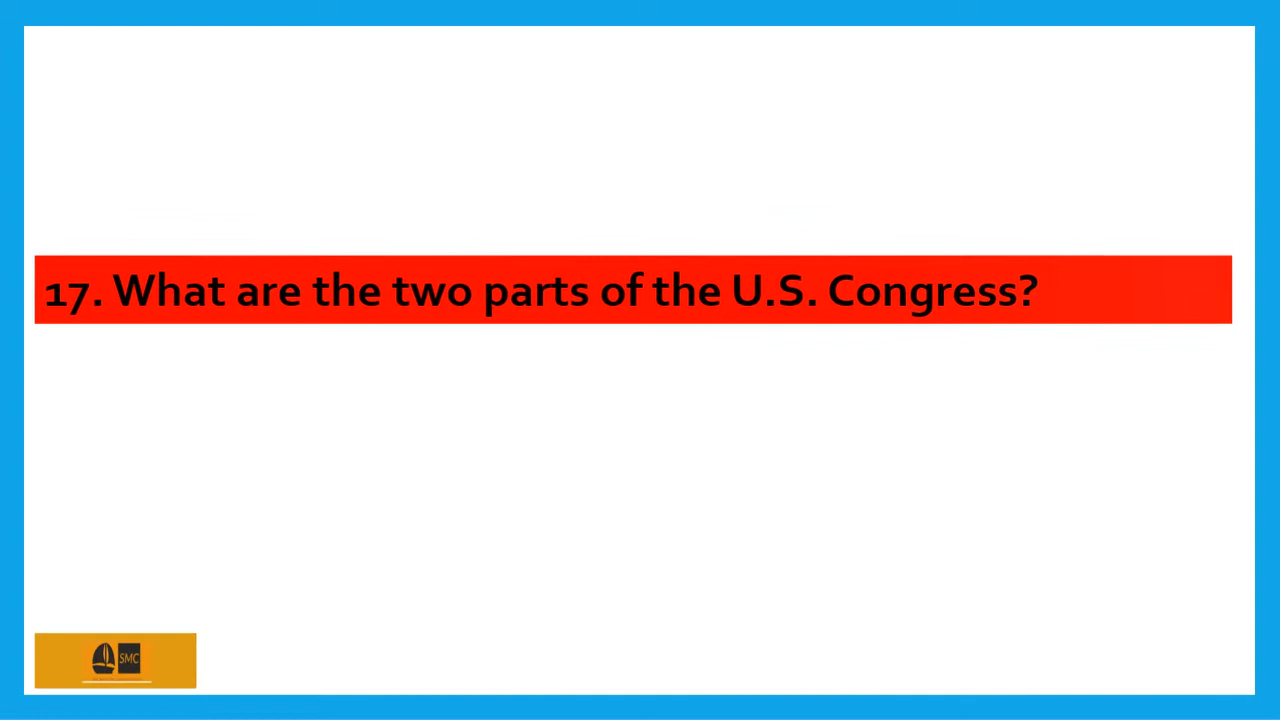 17. What are the two parts of the U.S. Congress?
SMC